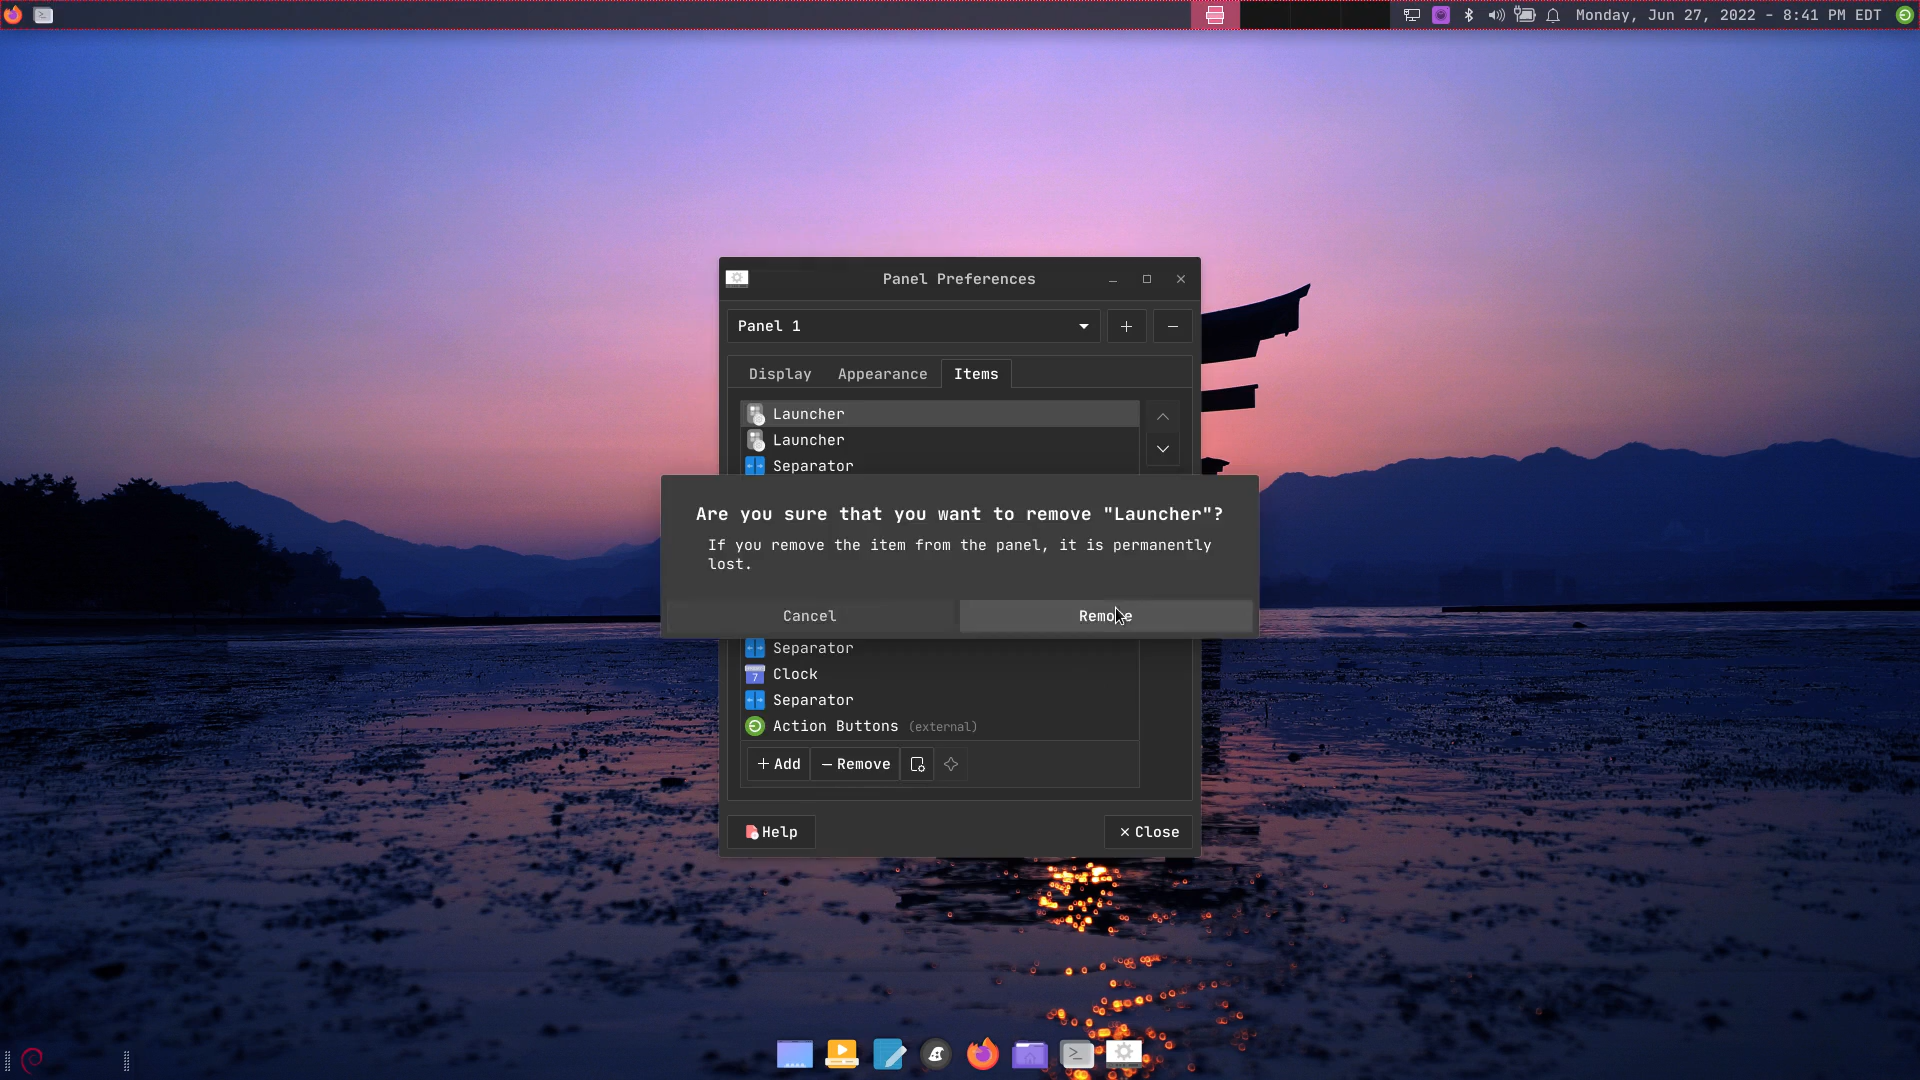 Monday, Jun 27, 2022 - 8:41 PM EDT
Panel Preferences
Panel 1
Display Appearance Items
Launcher
Launcher
Separator
Are you sure that you want to remove "Launcher"?
If you remove the item from the panel, it is permanently
lost.
Cancel Remove
Separator
7 Clock
Separator
Action Buttons (external)
Add Remove
Help Close